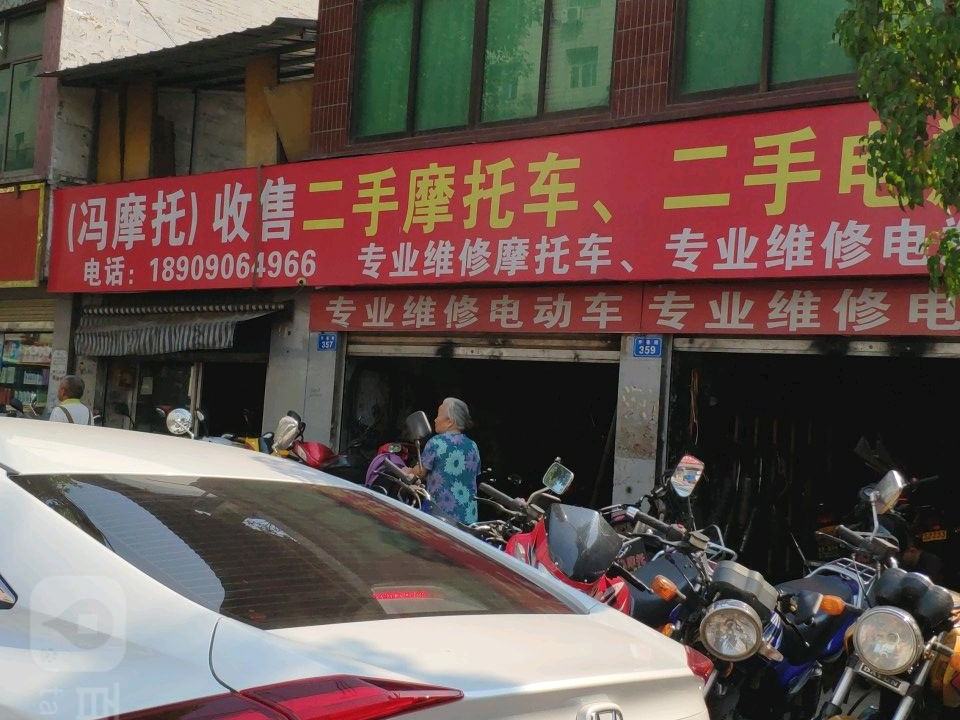 (冯摩托) 收售二手摩托车、二手电
电话：18909064966 专业维修摩托车、专业维修电
专业维修电动车 专业维修电
357
359